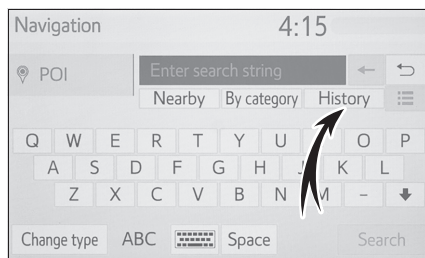 Navigation 4:15
POI Enter search string
Nearby By category History
Q W E R T Y U O P
A S D F G H J K L
Z X C V B N M -
Change type ABC Space Search